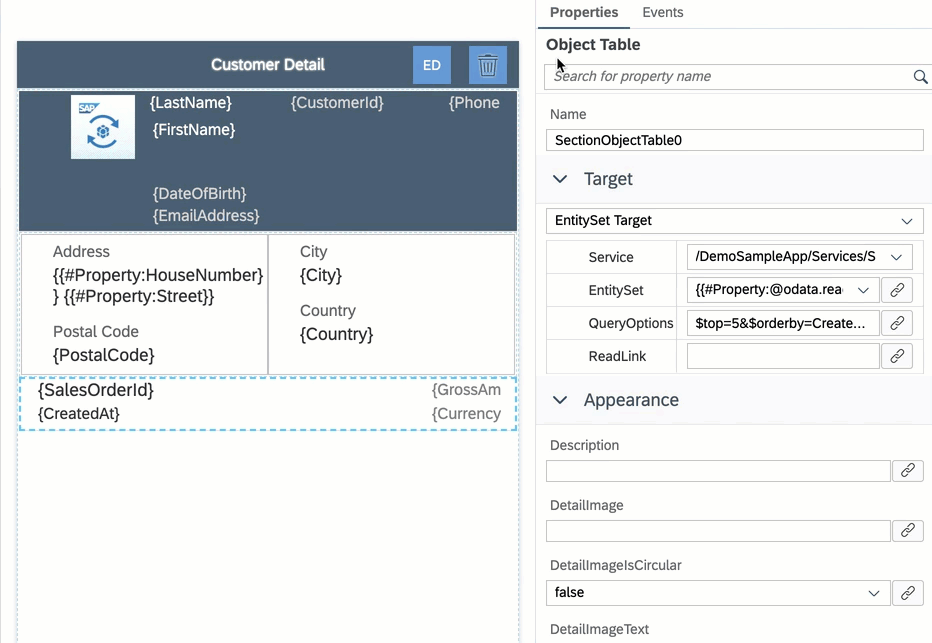 Customer Detail
ED
SAP
{LastName}
{CustomerId}
{Phone
{FirstName}
{DateOfBirth}
{EmailAddress}
Address
{{#Property:HouseNumber}
} {{#Property:Street}}
Postal Code
{PostalCode}
City
{City}
Country
{Country}
{SalesOrderId}
{GrossAm
{CreatedAt}
{Currency
Properties
Events
Object Table
Search for property name
Name
SectionObjectTable0
Target
EntitySet Target
Service
/DemoSampleApp/Services/S
EntitySet
{{#Property:@odata.rea
QueryOptions
$top=5&$orderby=Create...
ReadLink
Appearance
Description
DetailImage
DetailImageIsCircular
false
DetailImageText